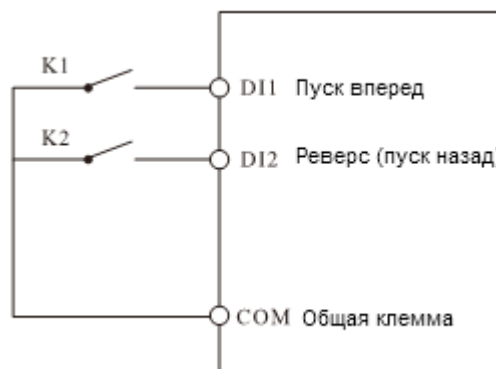 K1
DI1 Пуск вперед
K2
DI2 Реверс (пуск назад)
COM Общая клемма